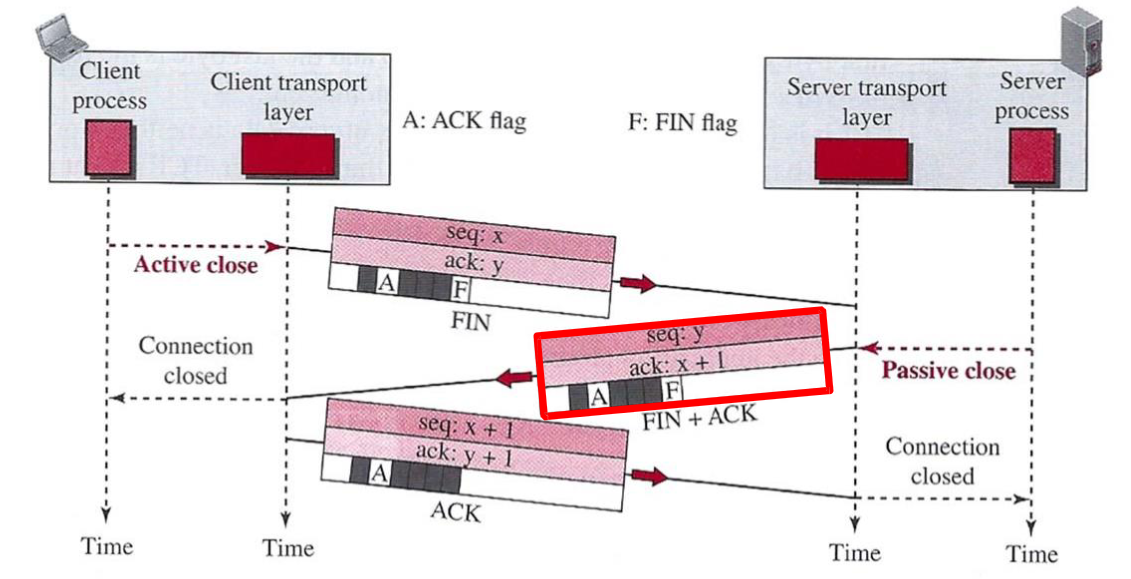 Client
process
Client transport
layer
A: ACK flag
F: FIN flag
Server transport
layer
Server
process
seq: x
ack: y
A
F
FIN
Active close
seq: y
ack: x + 1
A
F
FIN + ACK
Passive close
Connection
closed
seq: x + 1
ack: y + 1
A
ACK
Connection
closed
Time
Time
Time
Time